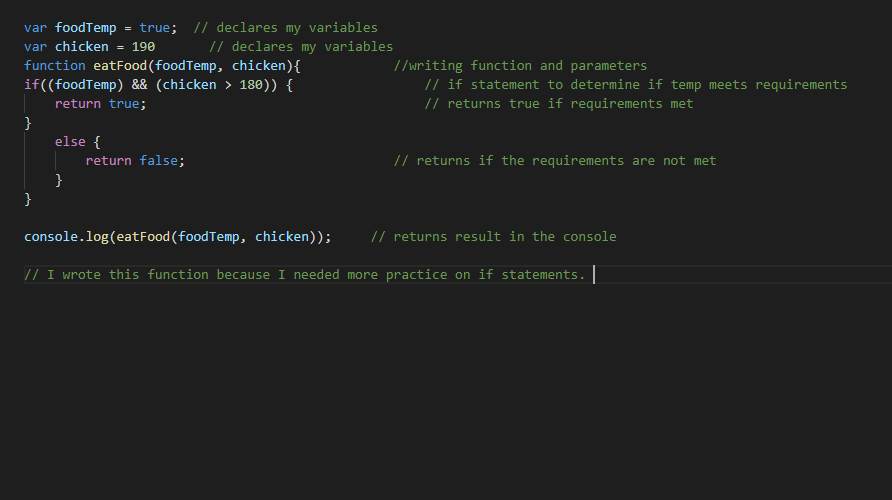 var foodTemp = true;  // declares my variables
var chicken = 190       // declares my variables
function eatFood(foodTemp, chicken){            //writing function and parameters
if((foodTemp) && (chicken > 180)) {                 // if statement to determine if temp meets requirements
    return true;                                    // returns true if requirements met
}
    else {
        return false;                           // returns if the requirements are not met
    }
}
console.log(eatFood(foodTemp, chicken));     // returns result in the console
// I wrote this function because I needed more practice on if statements.